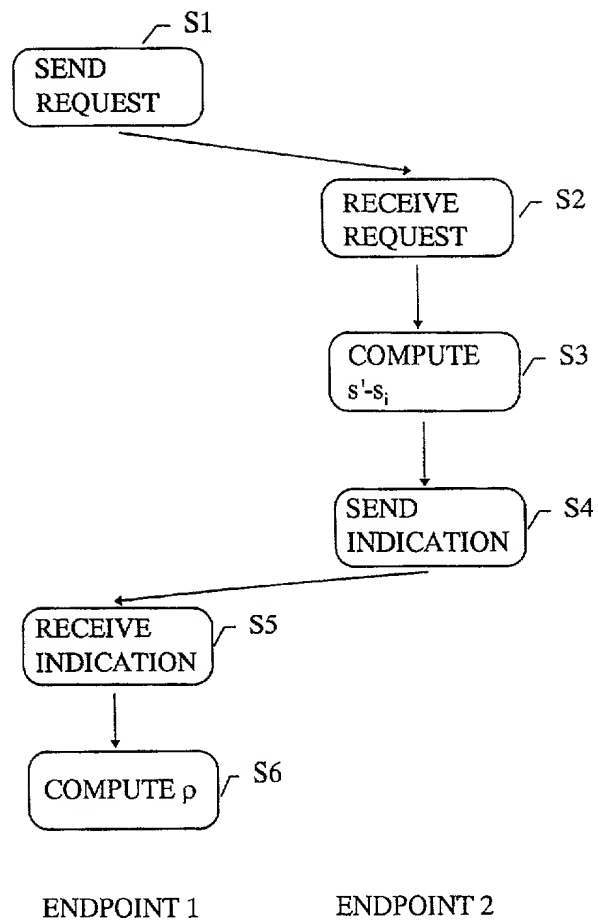 S1
SEND
REQUEST
RECEIVE
REQUEST
S2
COMPUTE
s'-sᵢ
S3
SEND
INDICATION
S4
RECEIVE
INDICATION
S5
COMPUTE ρ
S6
ENDPOINT 1
ENDPOINT 2